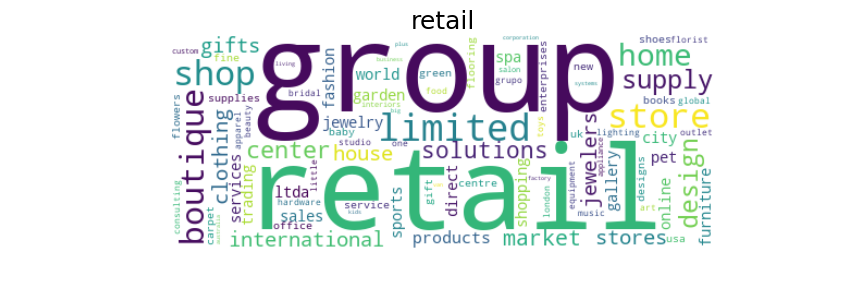 retail
group
retail
limited
store
shop
boutique
home
supply
design
solutions
center
house
clothing
gifts
international
market
stores
jewelers
jewelry
gallery
furniture
online
shopping
direct
sports
sales
ltda
products
services
trading
fashion
world
garden
spa
city
pet
enterprises
shoes
florist
books
global
lighting
outlet
uk
toys
new
flooring
green
food
salon
grupo
corporation
plus
business
living
bridal
fine
custom
supplies
flowers
apparel
beauty
baby
studio
one
interiors
big
little
hardware
office
service
kids
gift
centre
factory
london
equipment
music
appliance
designs
art
usa
consulting
carpet
australia
systems